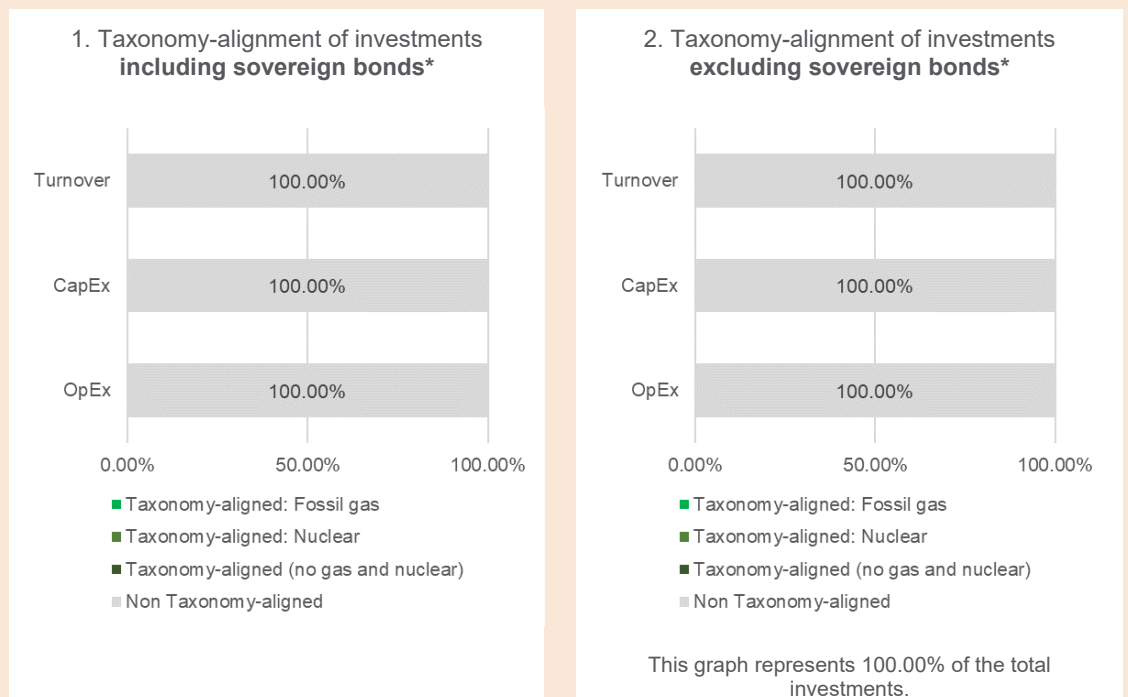 1. Taxonomy-alignment of investments
including sovereign bonds*
Turnover
100.00%
CapEx
100.00%
OpEx
100.00%
0.00% 50.00% 100.00%
Taxonomy-aligned: Fossil gas
Taxonomy-aligned: Nuclear
Taxonomy-aligned (no gas and nuclear)
Non Taxonomy-aligned
2. Taxonomy-alignment of investments
excluding sovereign bonds*
Turnover
100.00%
CapEx
100.00%
OpEx
100.00%
0.00% 50.00% 100.00%
Taxonomy-aligned: Fossil gas
Taxonomy-aligned: Nuclear
Taxonomy-aligned (no gas and nuclear)
Non Taxonomy-aligned
This graph represents 100.00% of the total
investments.